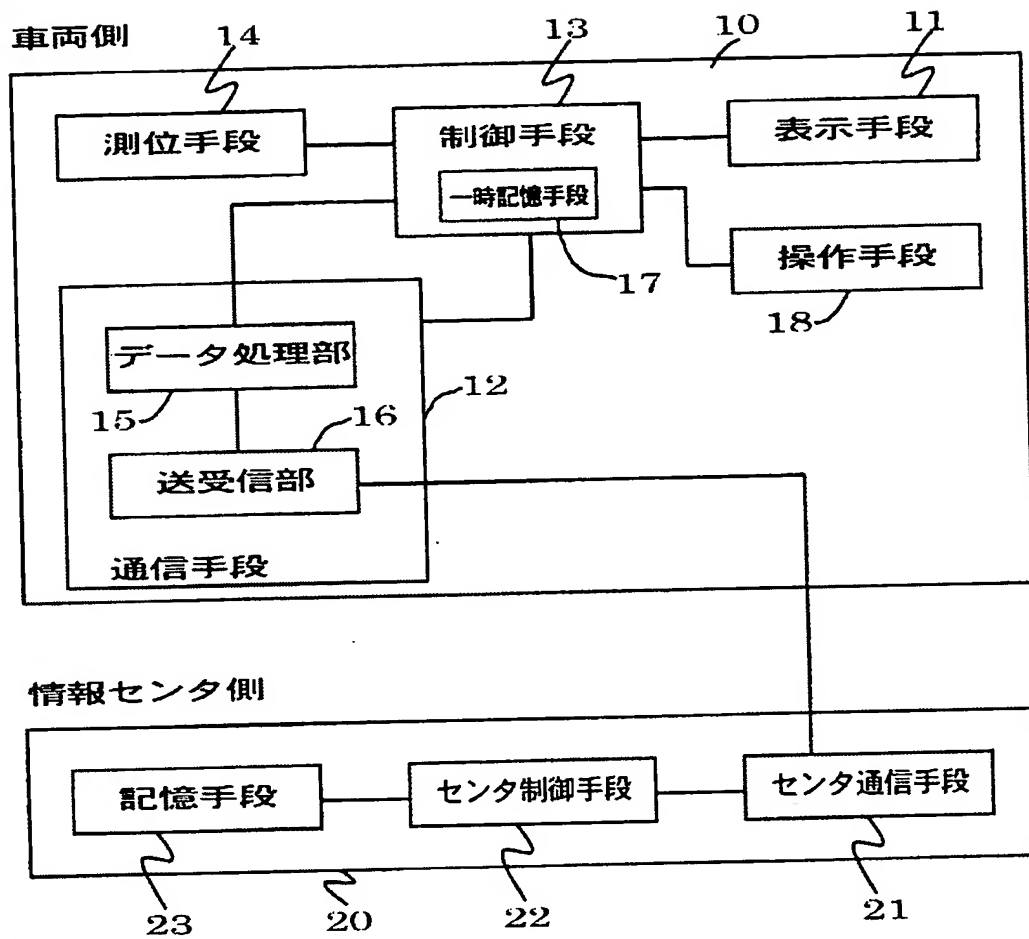 車両側
14
13
10
11
測位手段
制御手段
表示手段
一時記憶手段
17
操作手段
18
データ処理部
15
16
12
送受信部
通信手段
情報センタ側
記憶手段
センタ制御手段
センタ通信手段
23
20
22
21